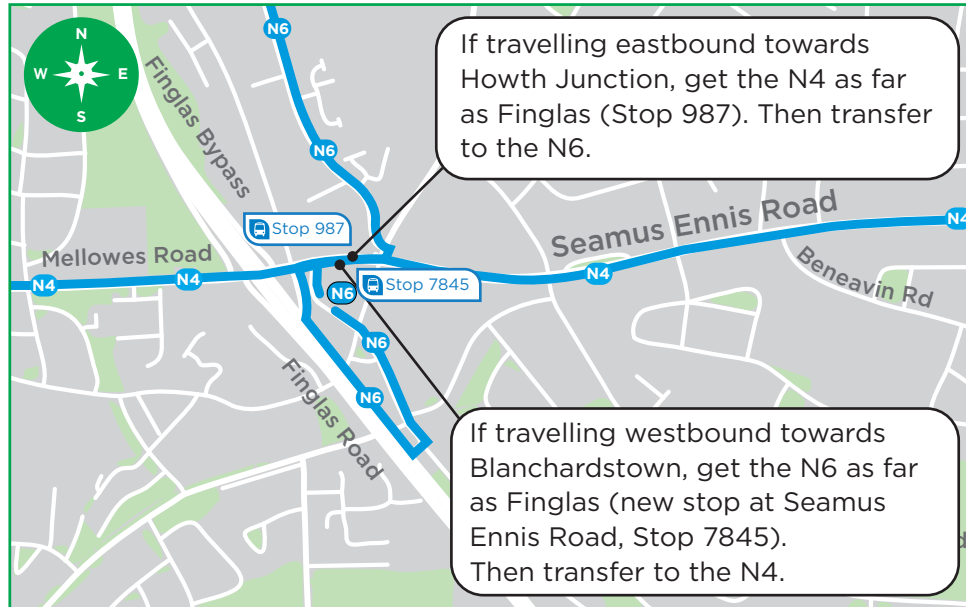 N
W E
S
N6
If travelling eastbound towards
Howth Junction, get the N4 as far
as Finglas (Stop 987). Then transfer
to the N6.
Finglas Bypass
N6
Stop 987
Seamus Ennis Road
N4
Mellowes Road
N4
N4
N6
Stop 7845
N4
Beneavin Rd
N6
Finglas Road
N6
If travelling westbound towards
Blanchardstown, get the N6 as far
as Finglas (new stop at Seamus
Ennis Road, Stop 7845).
Then transfer to the N4.